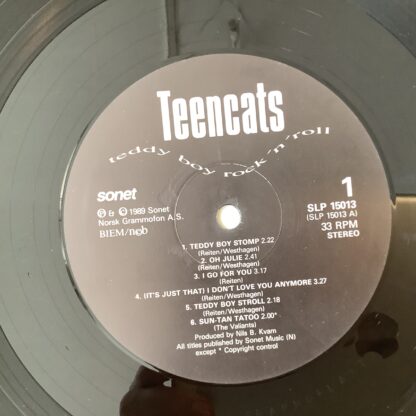 Teencats
teddy boy rock 'n' roll
sonet
℗ & © 1989 Sonet
Norsk Grammofon A.S.
BIEM/n©b
1
SLP 15013
(SLP 15013 A)
33 RPM
STEREO
1. TEDDY BOY STOMP 2.22
(Reiten/Westhagen)
2. OH JULIE 2.41
(Reiten/Westhagen)
3. I GO FOR YOU 3.17
(Reiten)
4. (IT'S JUST THAT) I DON'T LOVE YOU ANYMORE 3.27
(Reiten/Westhagen)
5. TEDDY BOY STROLL 2.18
(Reiten/Westhagen)
6. SUN-TAN TATOO 2.00*
(The Valiants)
Produced by Nils B. Kvam
All titles published by Sonet Music (N)
except * Copyright control